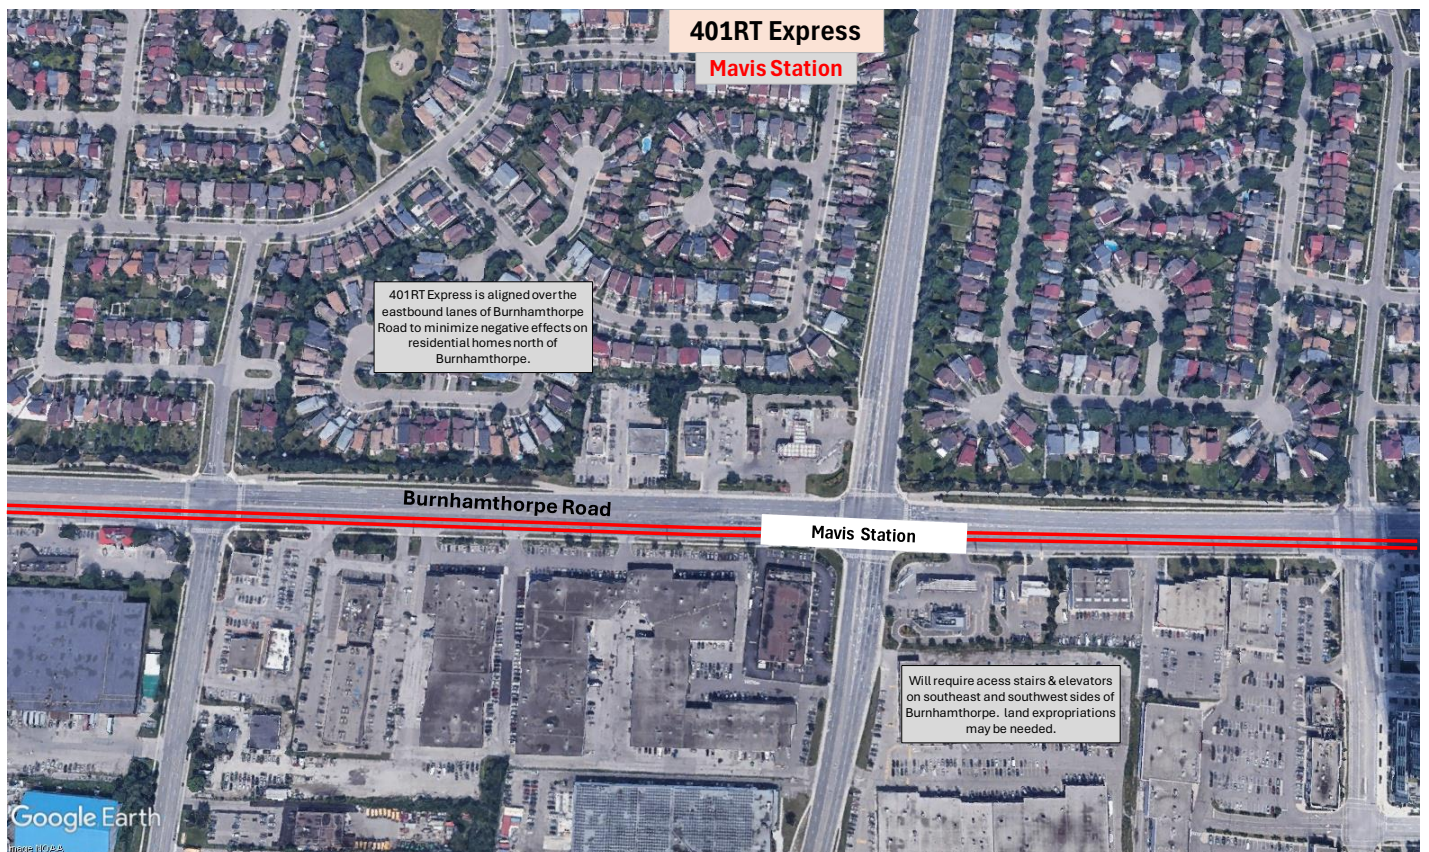 401RT Express
Mavis Station
401RT Express is aligned over the
eastbound lanes of Burnhamthorpe
Road to minimize negative effects on
residential homes north of
Burnhamthorpe.
Burnhamthorpe Road
Mavis Station
Will require acess stairs & elevators
on southeast and southwest sides of
Burnhamthorpe. land expropriations
may be needed.
Google Earth
Image NOAA